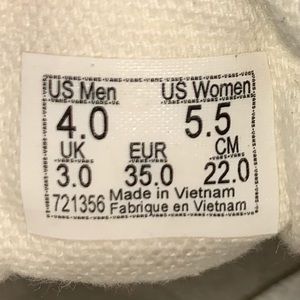 US Men US Women
4.0 5.5
UK EUR CM
3.0 35.0 22.0
721356 Made in Vietnam
Fabrique en Vietnam